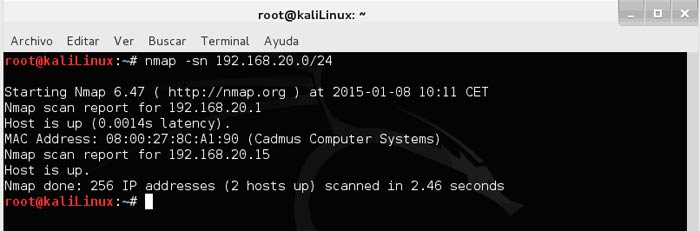 root@kaliLinux: ~
Archivo Editar Ver Buscar Terminal Ayuda
root@kaliLinux:~# nmap -sn 192.168.20.0/24
Starting Nmap 6.47 ( http://nmap.org ) at 2015-01-08 10:11 CET
Nmap scan report for 192.168.20.1
Host is up (0.0014s latency).
MAC Address: 08:00:27:8C:A1:90 (Cadmus Computer Systems)
Nmap scan report for 192.168.20.15
Host is up.
Nmap done: 256 IP addresses (2 hosts up) scanned in 2.46 seconds
root@kaliLinux:~#